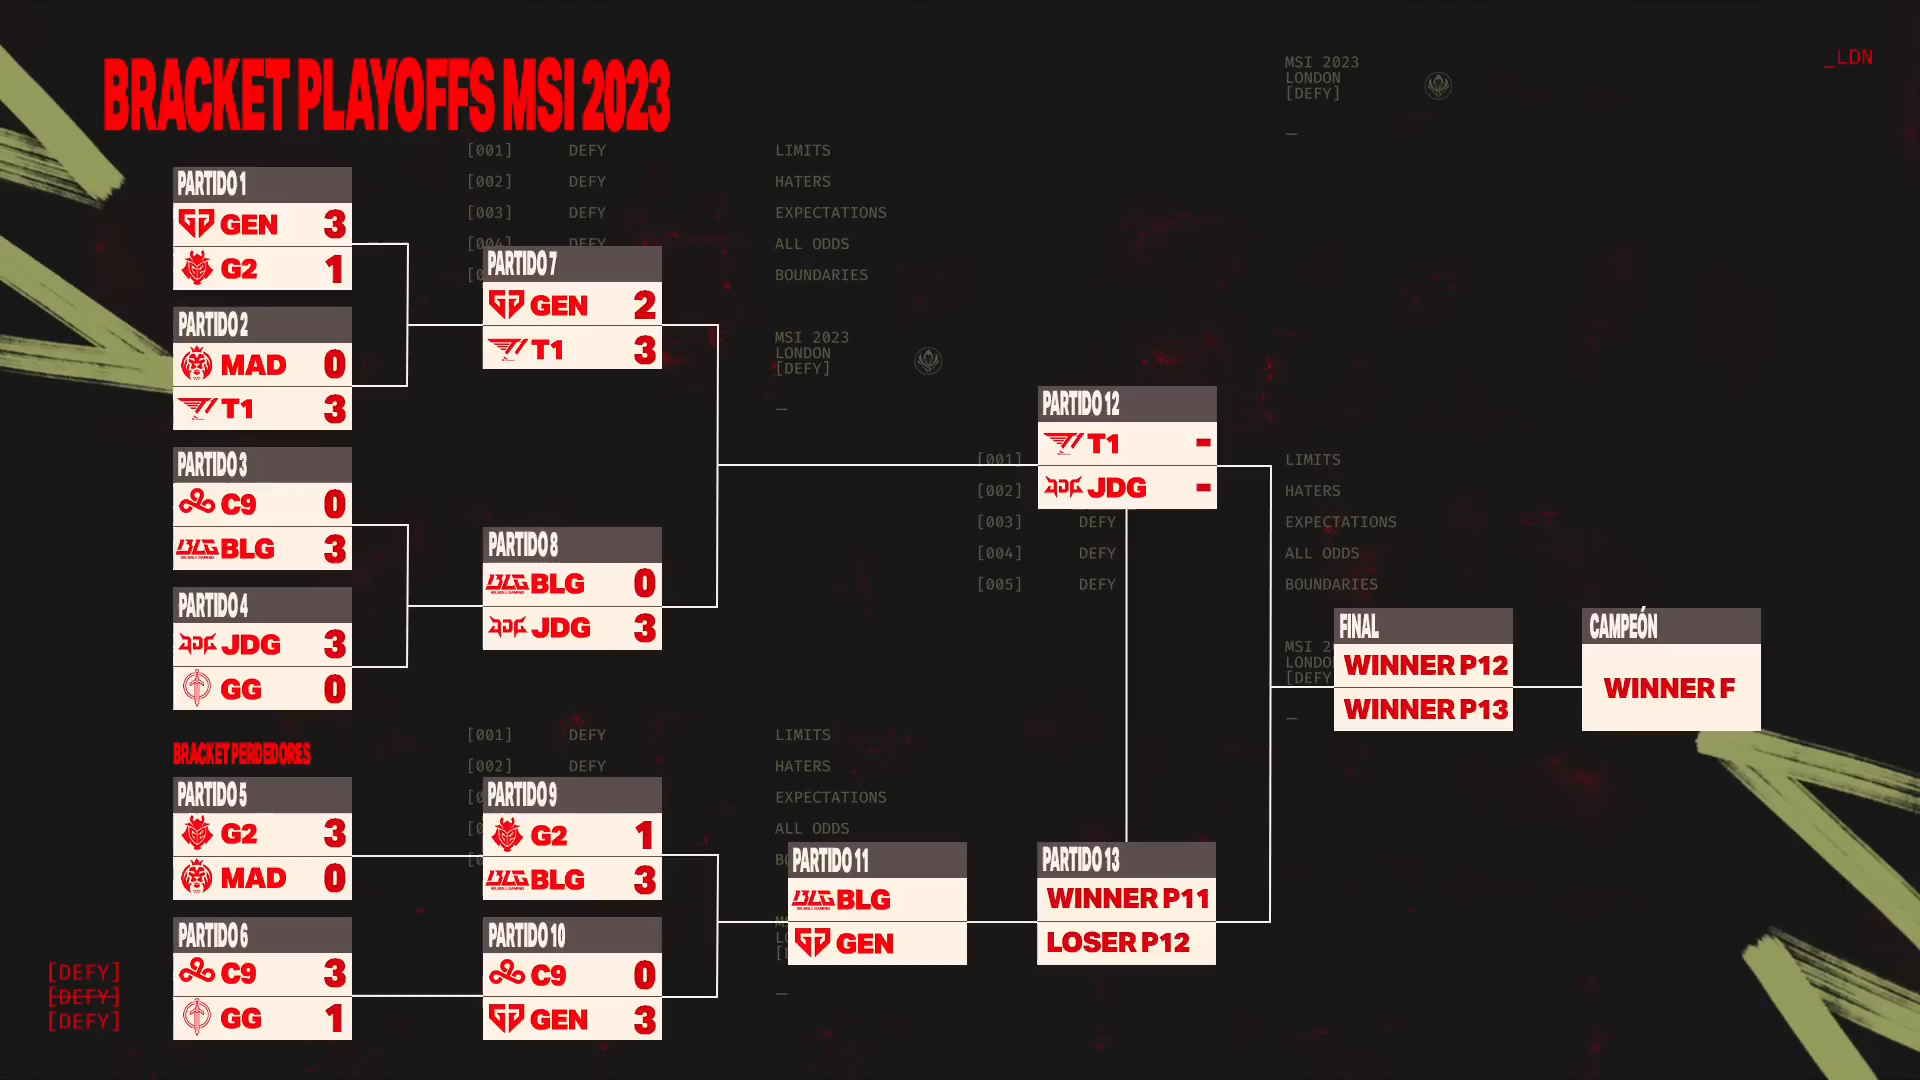 BRACKET PLAYOFFS MSI 2023
MSI 2023
LONDON
[DEFY]
_LDN
[001] DEFY LIMITS
[002] DEFY HATERS
[003] DEFY EXPECTATIONS
[004] DEFY ALL ODDS
BOUNDARIES
PARTIDO 1
GEN 3
G2 1
PARTIDO 2
MAD 0
T1 3
PARTIDO 3
C9 0
BLG 3
PARTIDO 4
JDG 3
GG 0
PARTIDO 7
GEN 2
T1 3
PARTIDO 8
BLG 0
JDG 3
MSI 2023
LONDON
[DEFY]
PARTIDO 12
T1 -
JDG -
[001] LIMITS
[002] HATERS
[003] DEFY EXPECTATIONS
[004] DEFY ALL ODDS
[005] DEFY BOUNDARIES
FINAL
WINNER P12
WINNER P13
CAMPEÓN
WINNER F
BRACKET PERDEDORES
[001] DEFY LIMITS
[002] DEFY HATERS
EXPECTATIONS
ALL ODDS
PARTIDO 5
G2 3
MAD 0
PARTIDO 6
C9 3
GG 1
PARTIDO 9
G2 1
BLG 3
PARTIDO 10
C9 0
GEN 3
PARTIDO 11
BLG
GEN
PARTIDO 13
WINNER P11
LOSER P12
[DEFY]
[DEFY]
[DEFY]